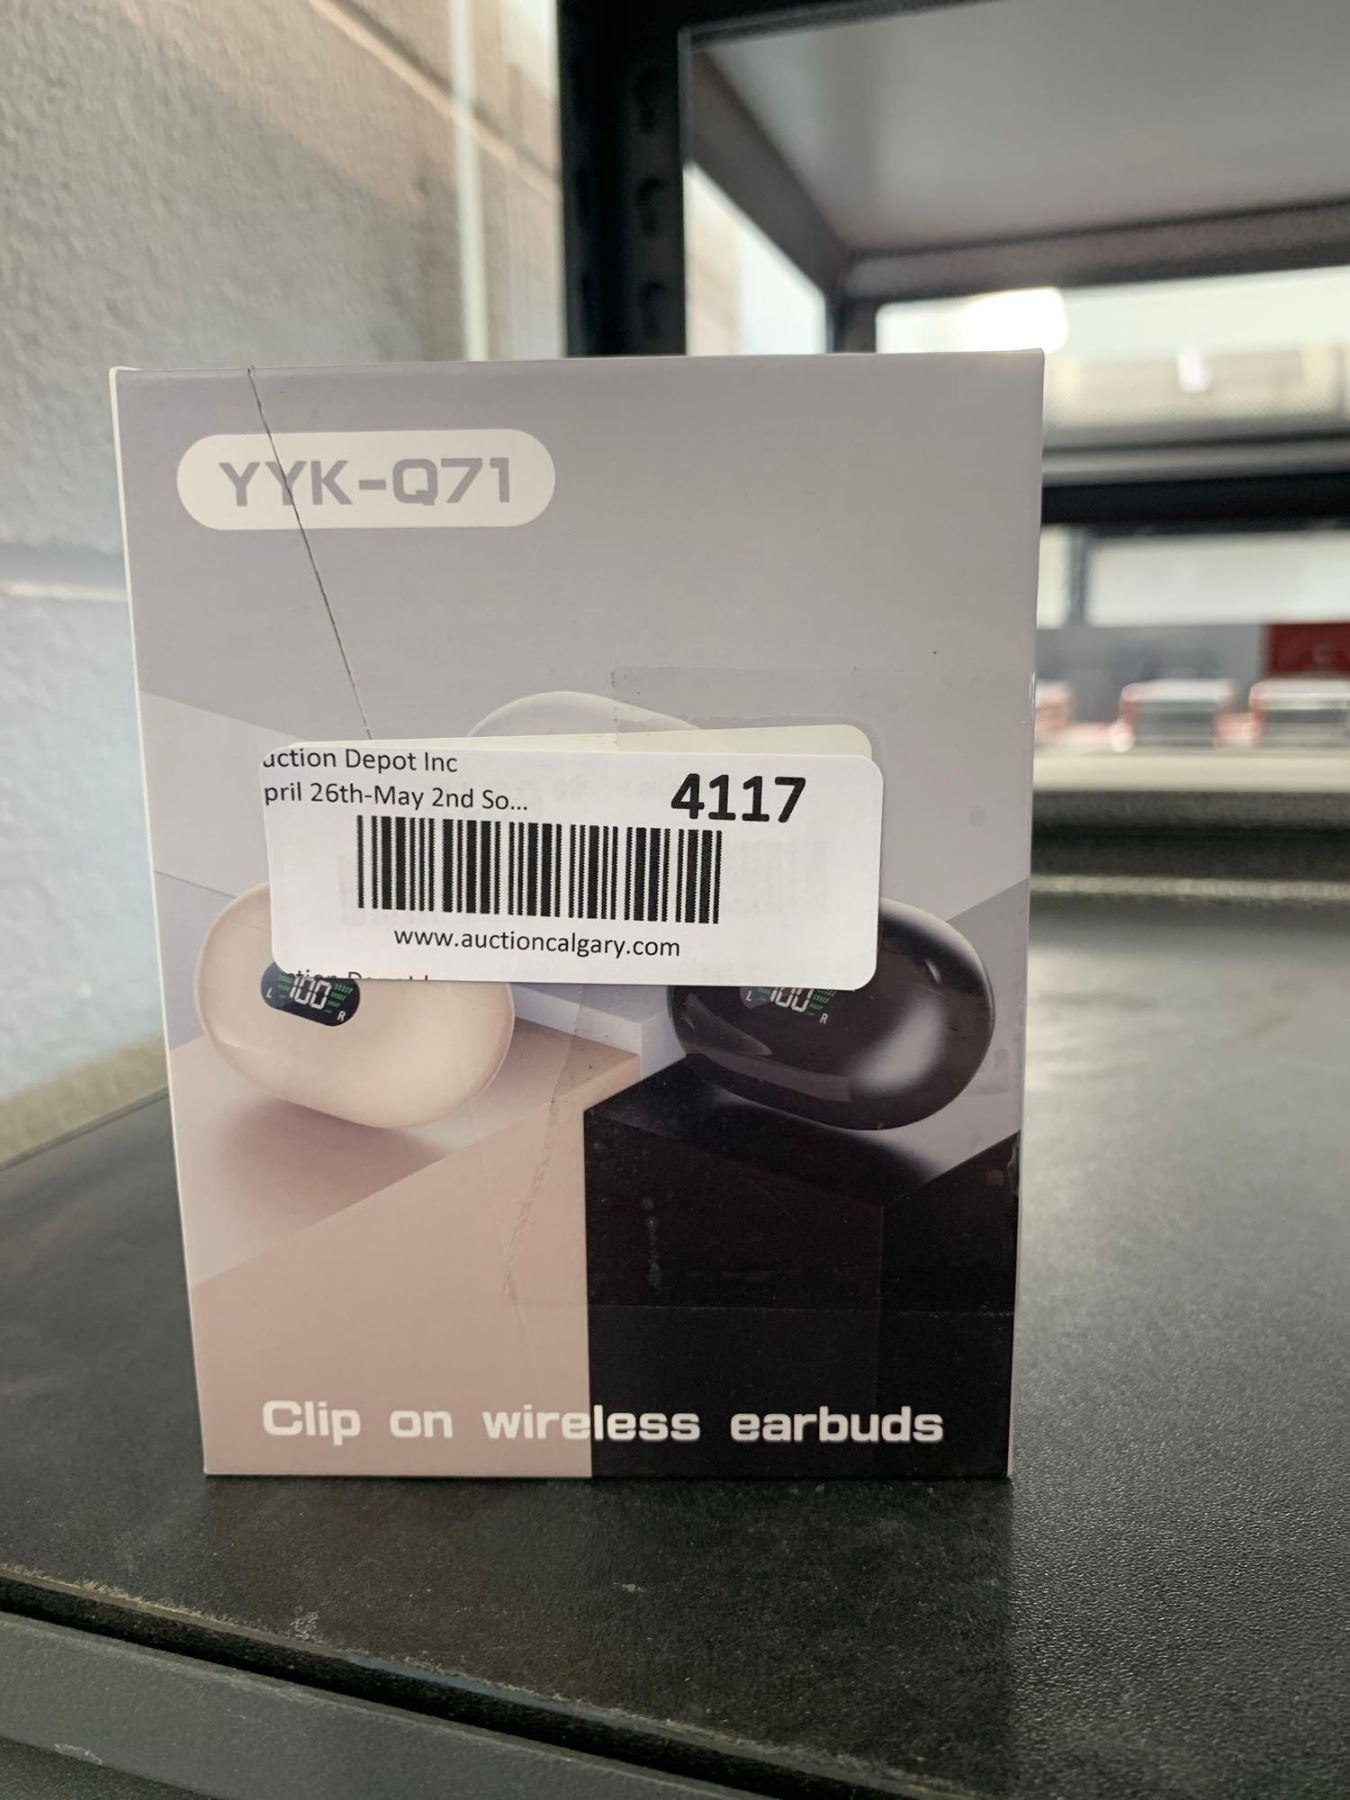 YYK-Q71
uction Depot Inc
pril 26th-May 2nd So...
4117
www.auctioncalgary.com
100
L
R
100
L
R
Clip on wireless earbuds